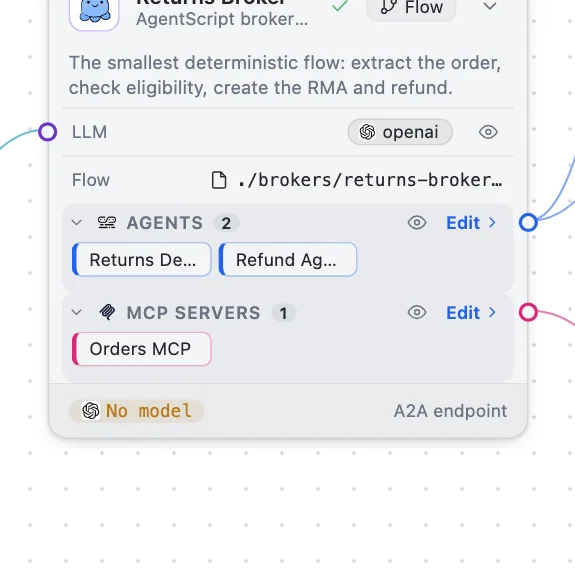 Returns Broker
AgentScript broker...
Flow
The smallest deterministic flow: extract the order,
check eligibility, create the RMA and refund.
LLM
openai
Flow
./brokers/returns-broker…
AGENTS 2
Edit >
Returns De...
Refund Ag...
MCP SERVERS 1
Edit >
Orders MCP
No model
A2A endpoint